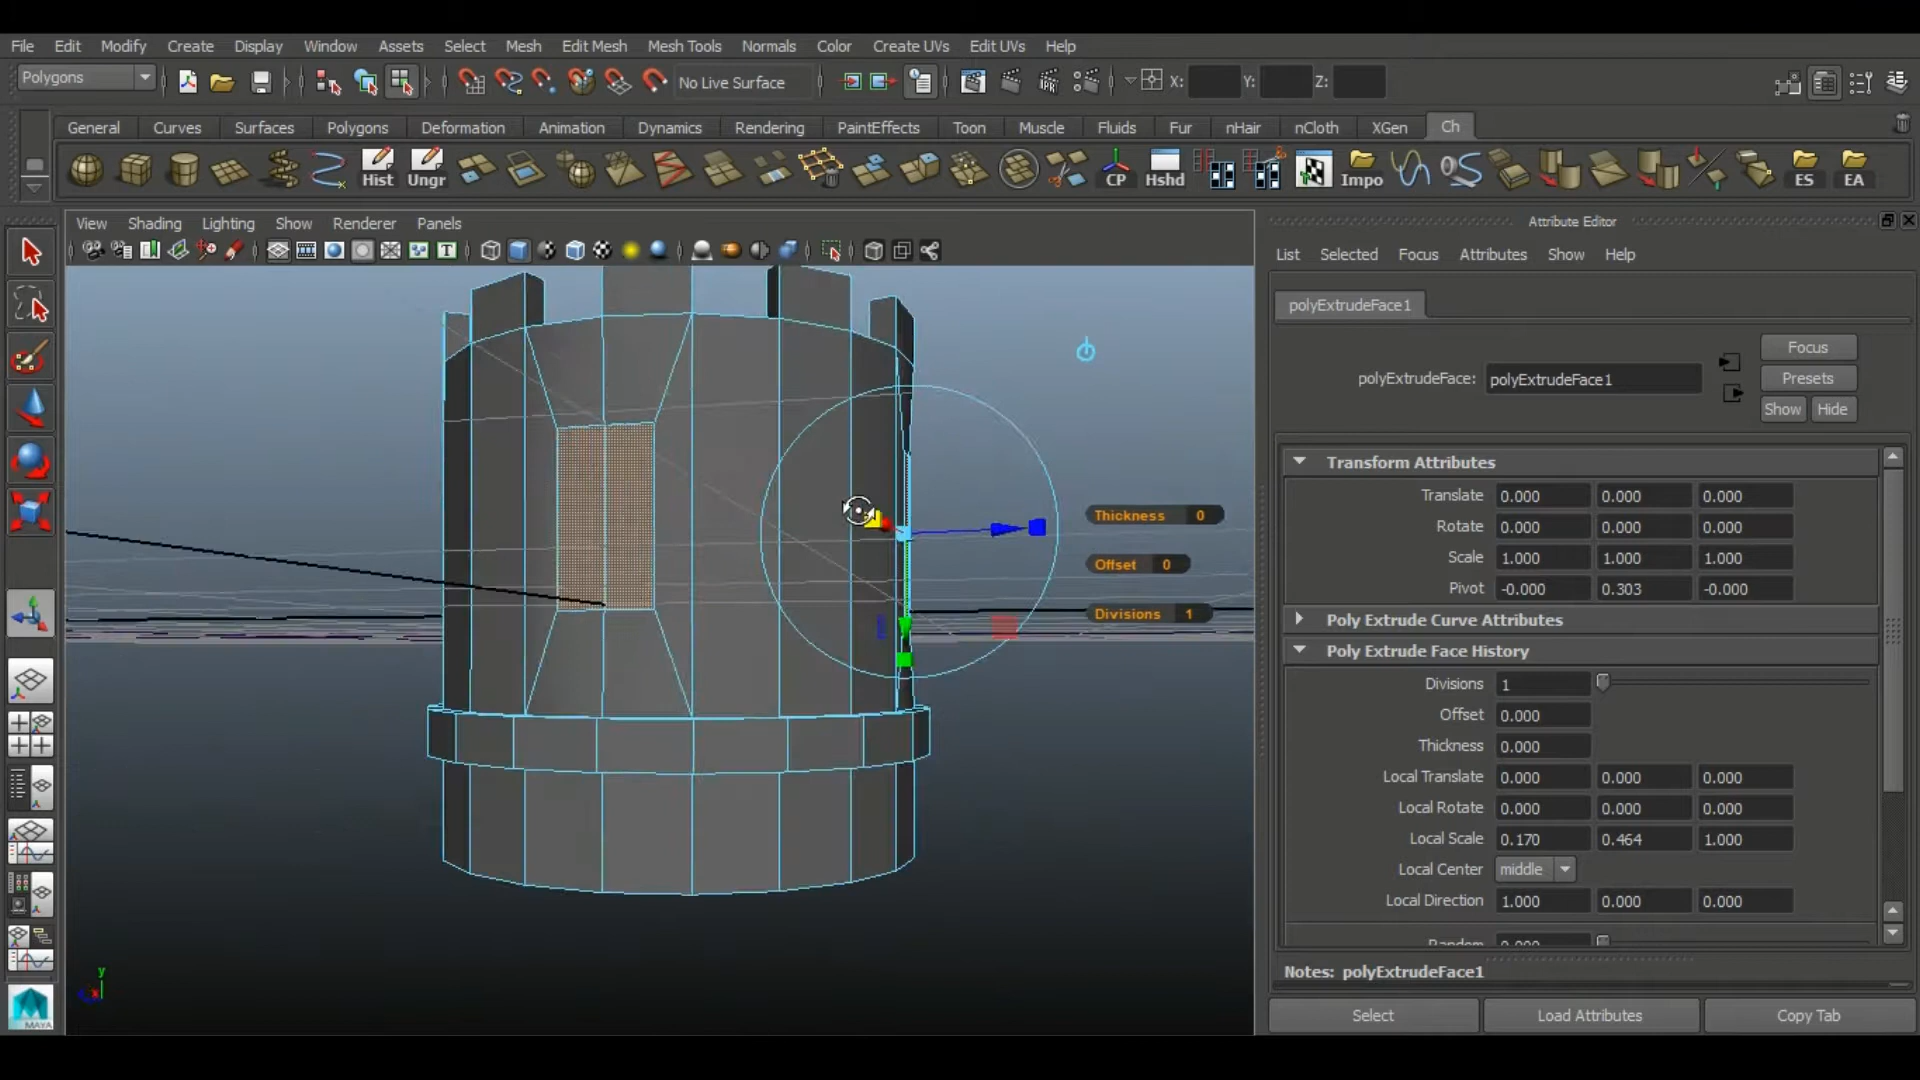 File Edit Modify Create Display Window Assets Select Mesh Edit Mesh Mesh Tools Normals Color Create UVs Edit UVs Help
Polygons No Live Surface X: Y: Z:
General Curves Surfaces Polygons Deformation Animation Dynamics Rendering PaintEffects Toon Muscle Fluids Fur nHair nCloth XGen Ch
Hist Ungr CP Hshd Impo ES EA
View Shading Lighting Show Renderer Panels
T
Attribute Editor
List Selected Focus Attributes Show Help
polyExtrudeFace1
Focus
polyExtrudeFace: polyExtrudeFace1
Presets
Show Hide
Transform Attributes
Translate 0.000 0.000 0.000
Rotate 0.000 0.000 0.000
Scale 1.000 1.000 1.000
Pivot -0.000 0.303 -0.000
Poly Extrude Curve Attributes
Poly Extrude Face History
Divisions 1
Offset 0.000
Thickness 0.000
Local Translate 0.000 0.000 0.000
Local Rotate 0.000 0.000 0.000
Local Scale 0.170 0.464 1.000
Local Center middle
Local Direction 1.000 0.000 0.000
Random 0.000
Notes: polyExtrudeFace1
Select Load Attributes Copy Tab
Thickness 0
Offset 0
Divisions 1
y
x
MAYA